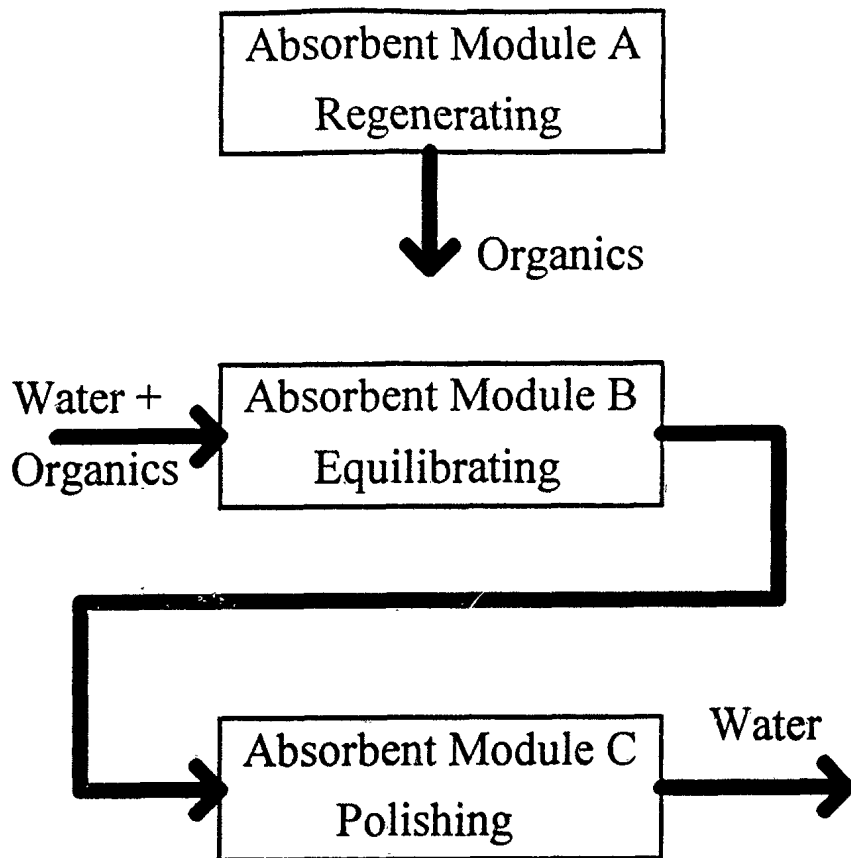 Absorbent Module A
Regenerating
Organics
Water +
Organics
Absorbent Module B
Equilibrating
Absorbent Module C
Polishing
Water